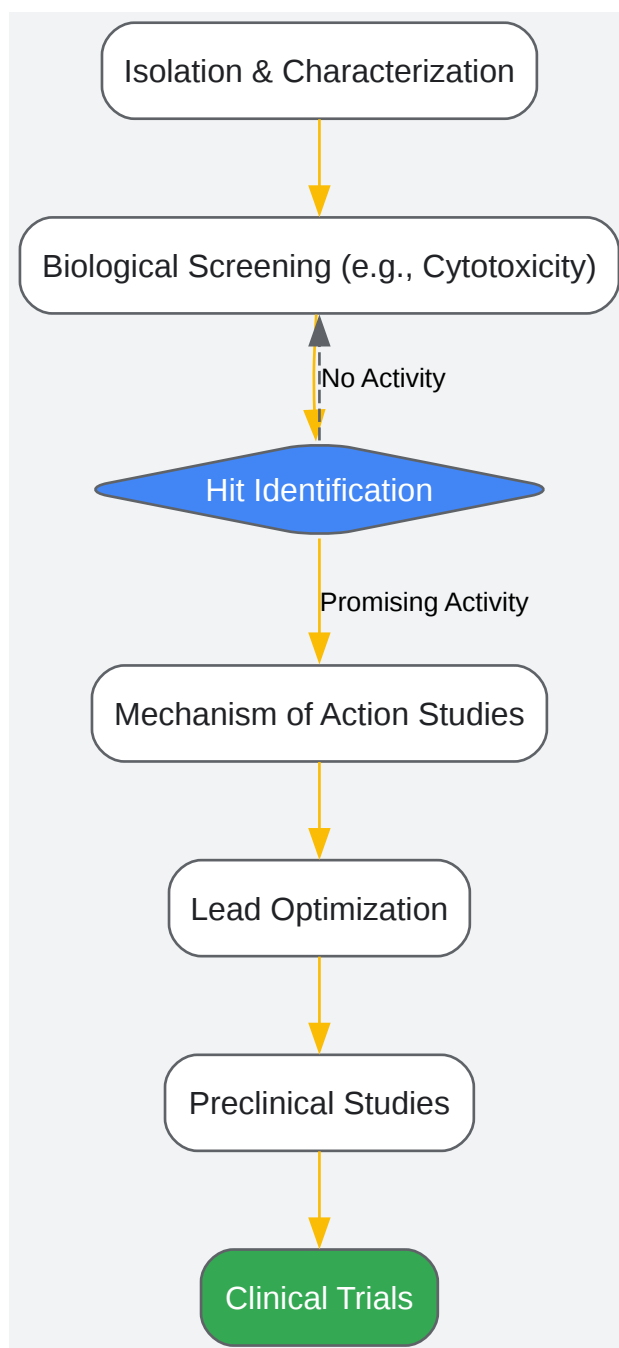 Isolation & Characterization
Biological Screening (e.g., Cytotoxicity)
No Activity
Hit Identification
Promising Activity
Mechanism of Action Studies
Lead Optimization
Preclinical Studies
Clinical Trials